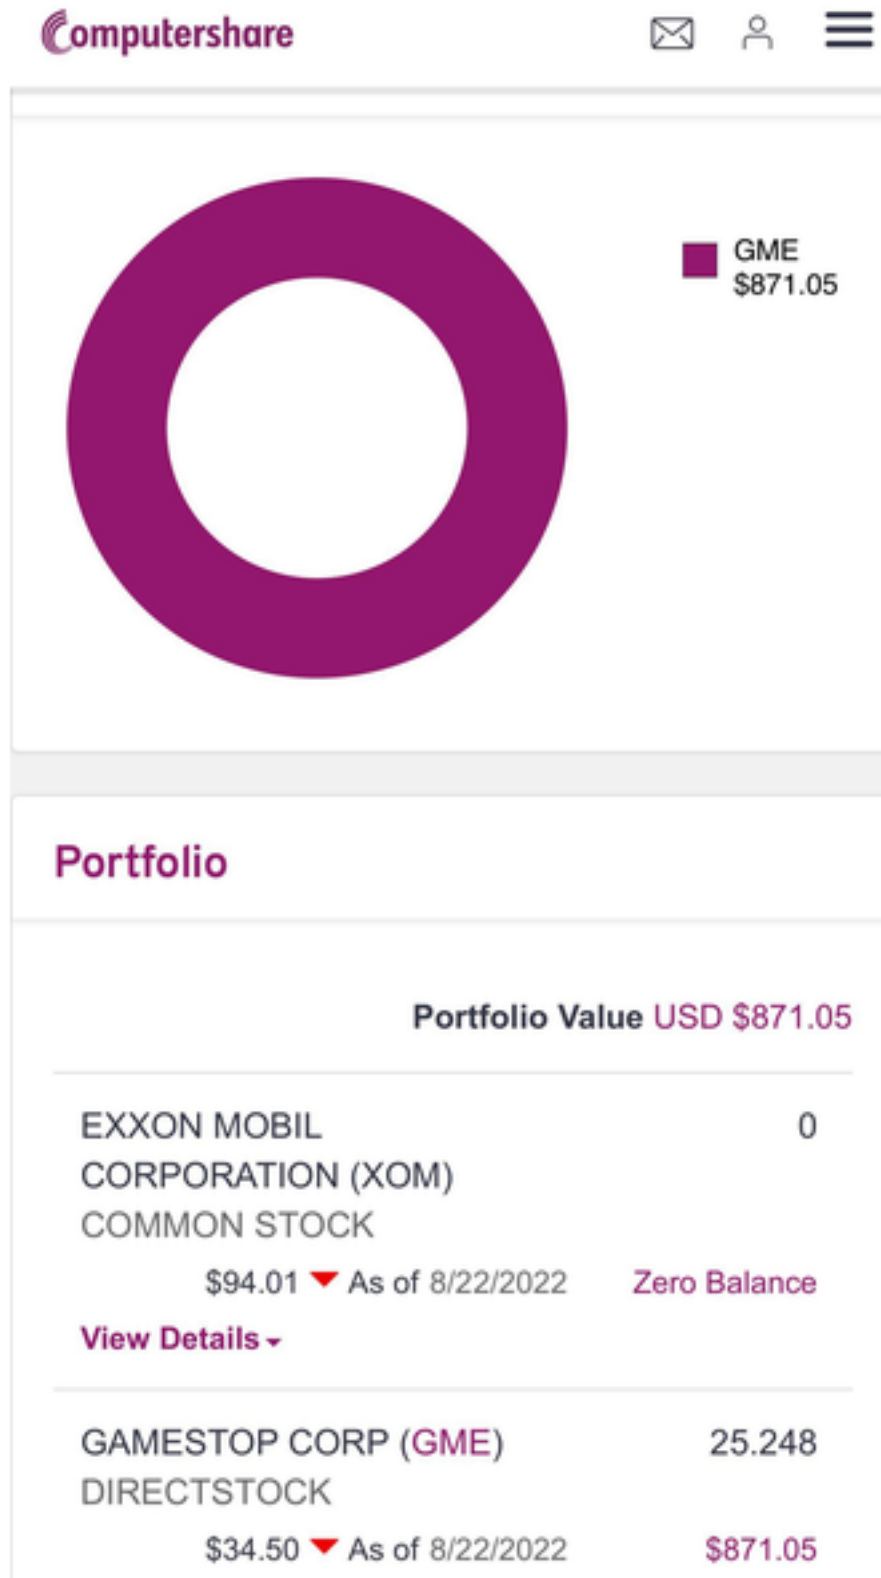 Computershare
GME
$871.05
Portfolio
Portfolio Value USD $871.05
EXXON MOBIL 0
CORPORATION (XOM)
COMMON STOCK
$94.01 As of 8/22/2022 Zero Balance
View Details
GAMESTOP CORP (GME) 25.248
DIRECTSTOCK
$34.50 As of 8/22/2022 $871.05